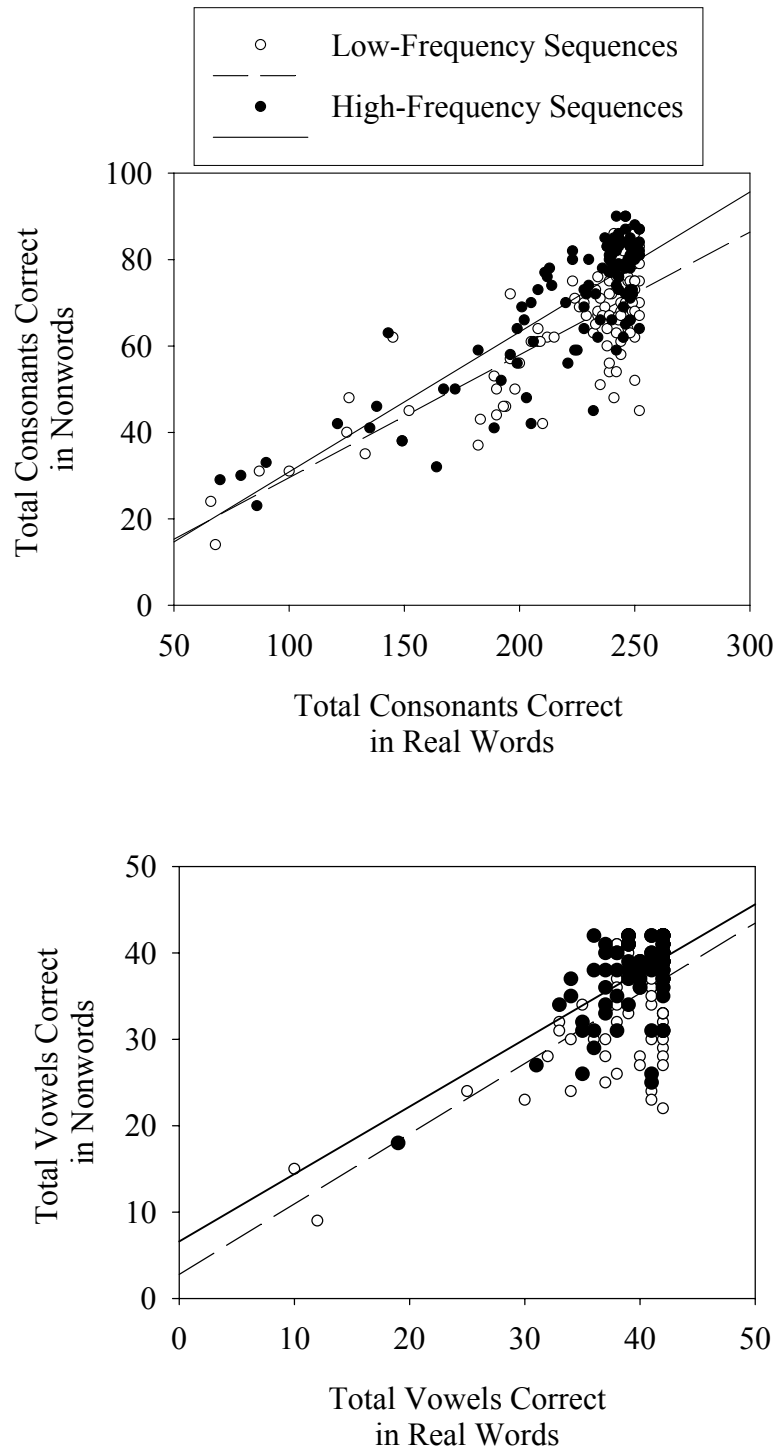 Low-Frequency Sequences
High-Frequency Sequences
100
80
60
40
20
0
Total Consonants Correct
in Nonwords
50 100 150 200 250 300
Total Consonants Correct
in Real Words
50
40
30
20
10
0
Total Vowels Correct
in Nonwords
0 10 20 30 40 50
Total Vowels Correct
in Real Words